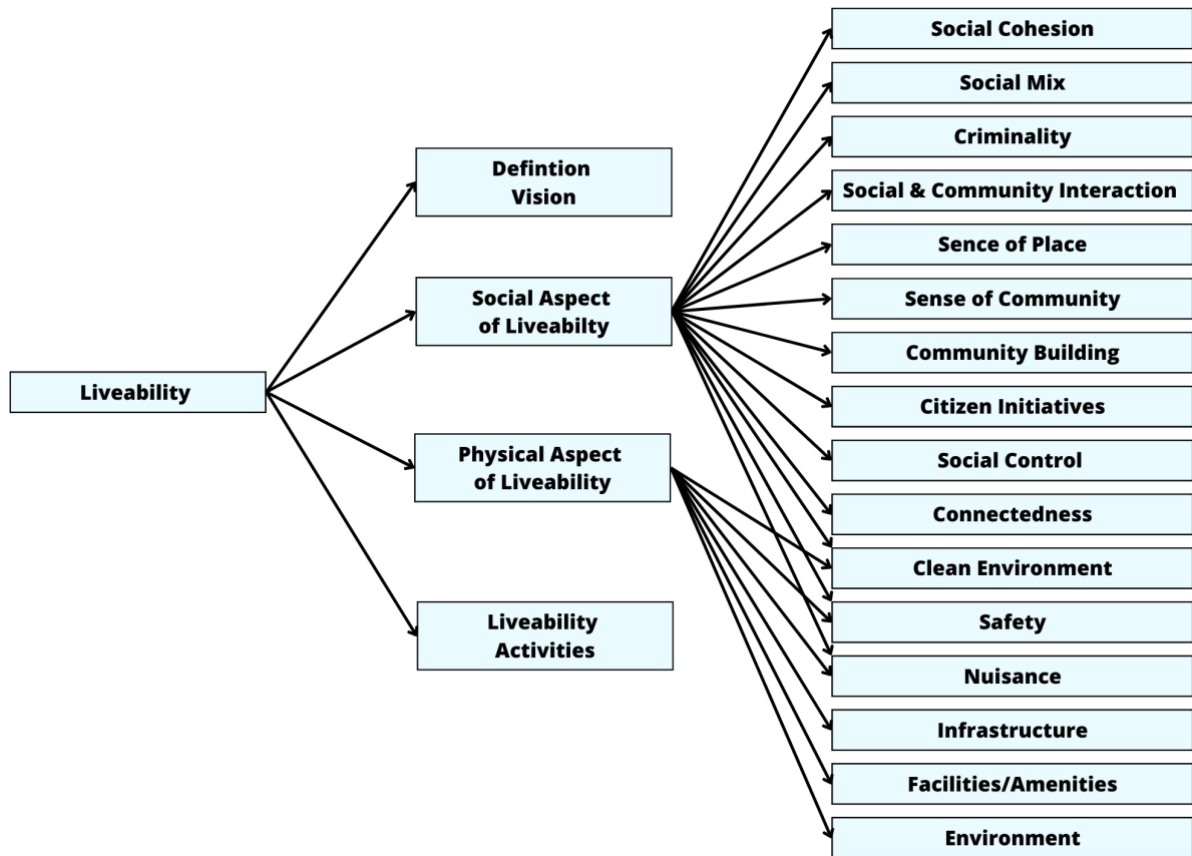 Liveability
Defintion
Vision
Social Aspect
of Liveabilty
Physical Aspect
of Liveability
Liveability
Activities
Social Cohesion
Social Mix
Criminality
Social & Community Interaction
Sence of Place
Sense of Community
Community Building
Citizen Initiatives
Social Control
Connectedness
Clean Environment
Safety
Nuisance
Infrastructure
Facilities/Amenities
Environment